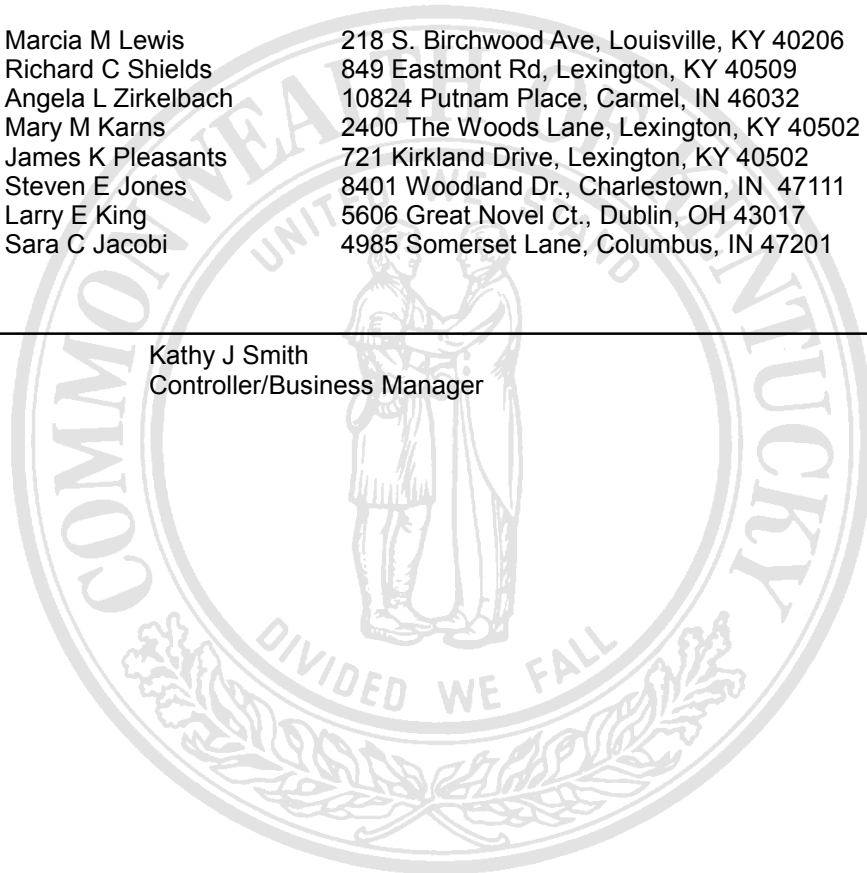 Marcia M Lewis 218 S. Birchwood Ave, Louisville, KY 40206
Richard C Shields 849 Eastmont Rd, Lexington, KY 40509
Angela L Zirkelbach 10824 Putnam Place, Carmel, IN 46032
Mary M Karns 2400 The Woods Lane, Lexington, KY 40502
James K Pleasants 721 Kirkland Drive, Lexington, KY 40502
Steven E Jones 8401 Woodland Dr., Charlestown, IN  47111
Larry E King 5606 Great Novel Ct., Dublin, OH 43017
Sara C Jacobi 4985 Somerset Lane, Columbus, IN 47201
Kathy J Smith
Controller/Business Manager
COMMONWEALTH OF KENTUCKY
UNITED WE STAND
DIVIDED WE FALL